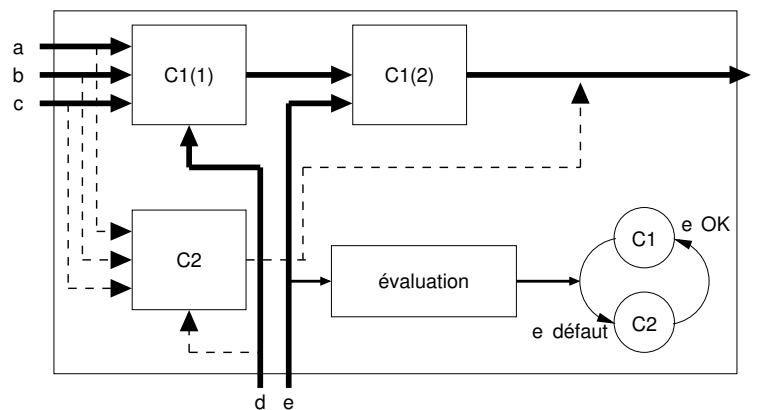 a
b
c
C1(1)
C1(2)
C2
évaluation
C1
e OK
C2
e défaut
d
e